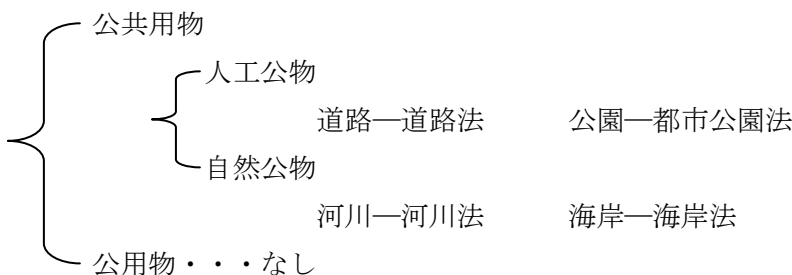 公共用物
人工公物
道路―道路法　　公園―都市公園法
自然公物
河川―河川法　　海岸―海岸法
公用物・・・なし